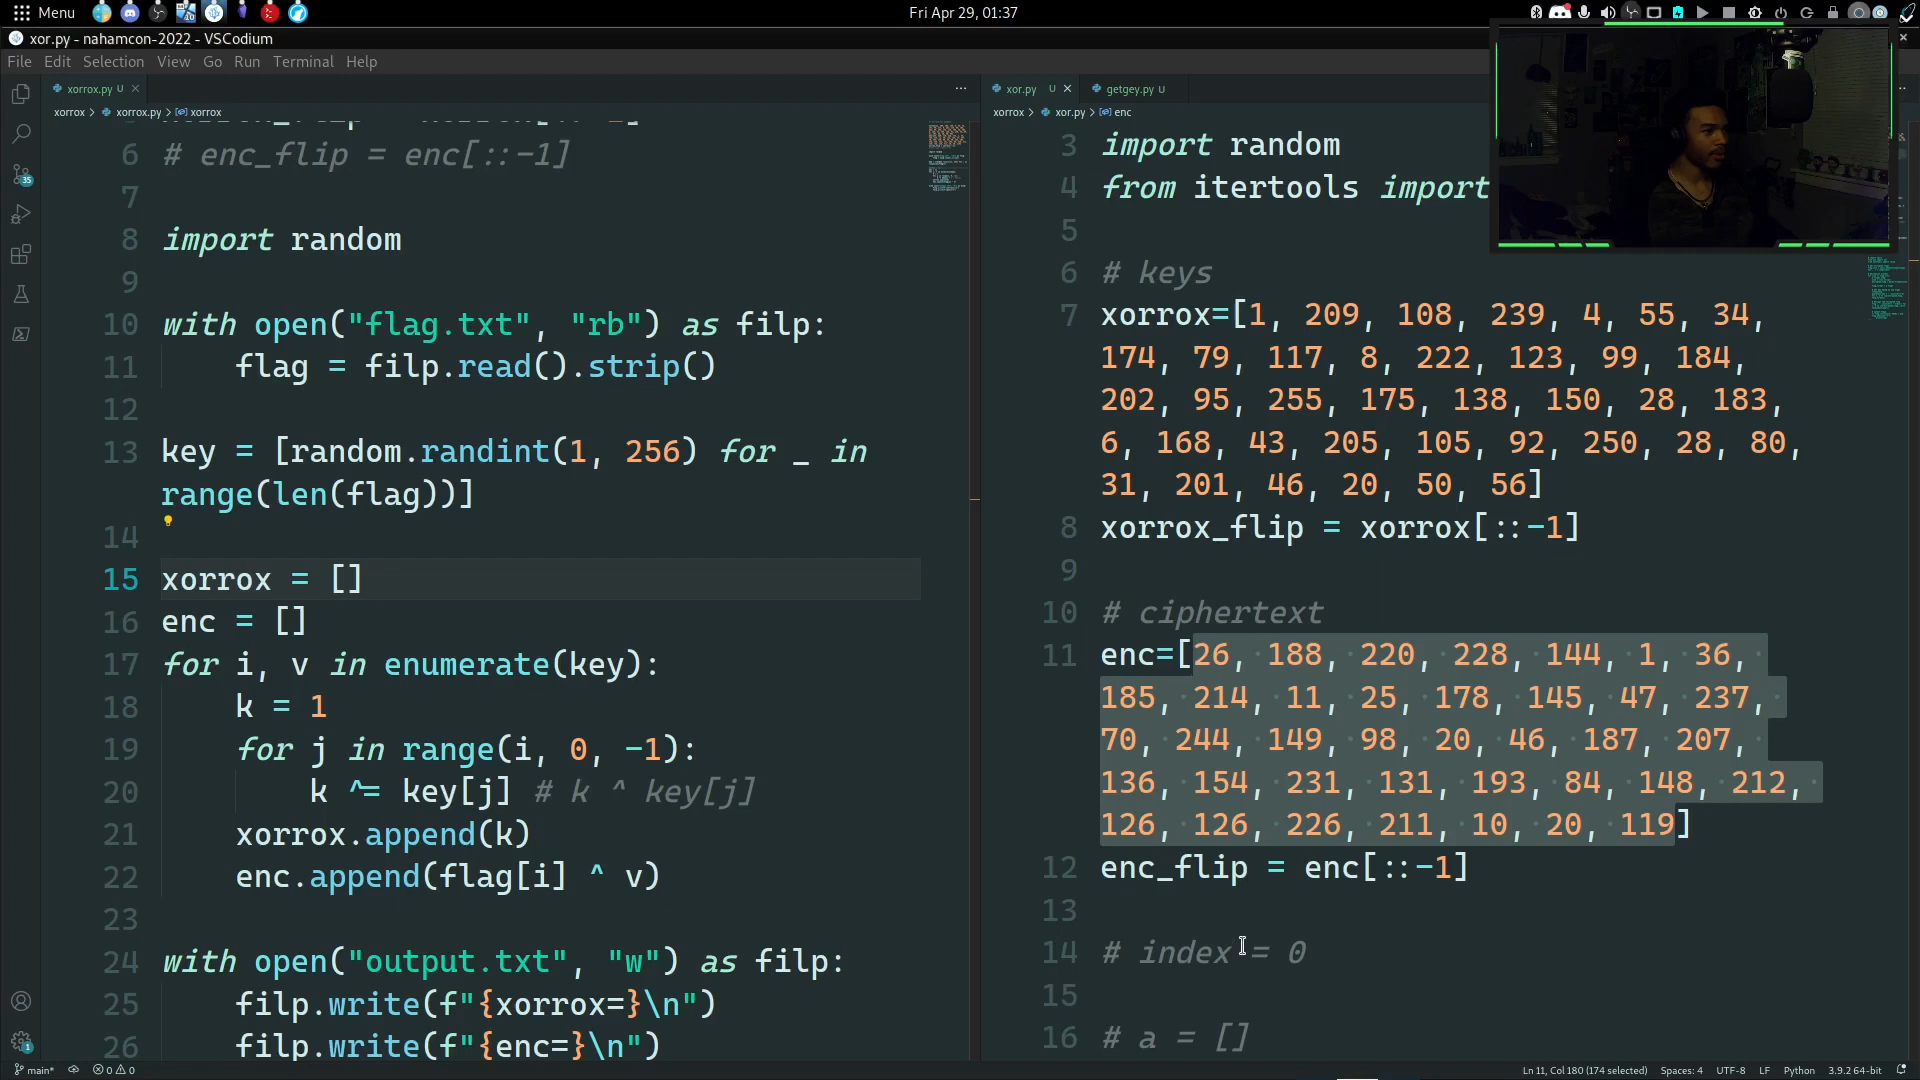 Menu
Fri Apr 29, 01:37
xor.py - nahamcon-2022 - VSCodium
File Edit Selection View Go Run Terminal Help
xorrox.py U
xorrox > xorrox.py > xorrox
6 # enc_flip = enc[::-1]
7
8 import random
9
10 with open("flag.txt", "rb") as filp:
11 flag = filp.read().strip()
12
13 key = [random.randint(1, 256) for _ in
range(len(flag))]
14
15 xorrox = []
16 enc = []
17 for i, v in enumerate(key):
18 k = 1
19 for j in range(i, 0, -1):
20 k ^= key[j] # k ^ key[j]
21 xorrox.append(k)
22 enc.append(flag[i] ^ v)
23
24 with open("output.txt", "w") as filp:
25 filp.write(f"{xorrox=}\n")
26 filp.write(f"{enc=}\n")
xor.py U getgey.py U
xorrox > xor.py > enc
3 import random
4 from itertools import
5
6 # keys
7 xorrox=[1, 209, 108, 239, 4, 55, 34,
174, 79, 117, 8, 222, 123, 99, 184,
202, 95, 255, 175, 138, 150, 28, 183,
6, 168, 43, 205, 105, 92, 250, 28, 80,
31, 201, 46, 20, 50, 56]
8 xorrox_flip = xorrox[::-1]
9
10 # ciphertext
11 enc=[26, 188, 220, 228, 144, 1, 36,
185, 214, 11, 25, 178, 145, 47, 237,
70, 244, 149, 98, 20, 46, 187, 207,
136, 154, 231, 131, 193, 84, 148, 212,
126, 126, 226, 211, 10, 20, 119]
12 enc_flip = enc[::-1]
13
14 # index = 0
15
16 # a = []
35
1
main* 0 0
Ln 11, Col 180 (174 selected) Spaces: 4 UTF-8 LF Python 3.9.2 64-bit